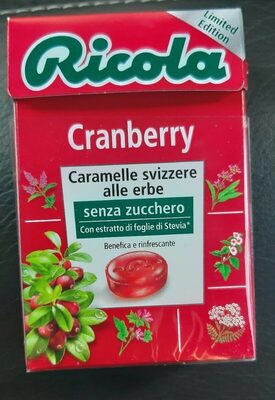 Limited
Edition
Ricola
Cranberry
Caramelle svizzere
alle erbe
senza zucchero
Con estratto di foglie di Stevia*
Benefica e rinfrescante